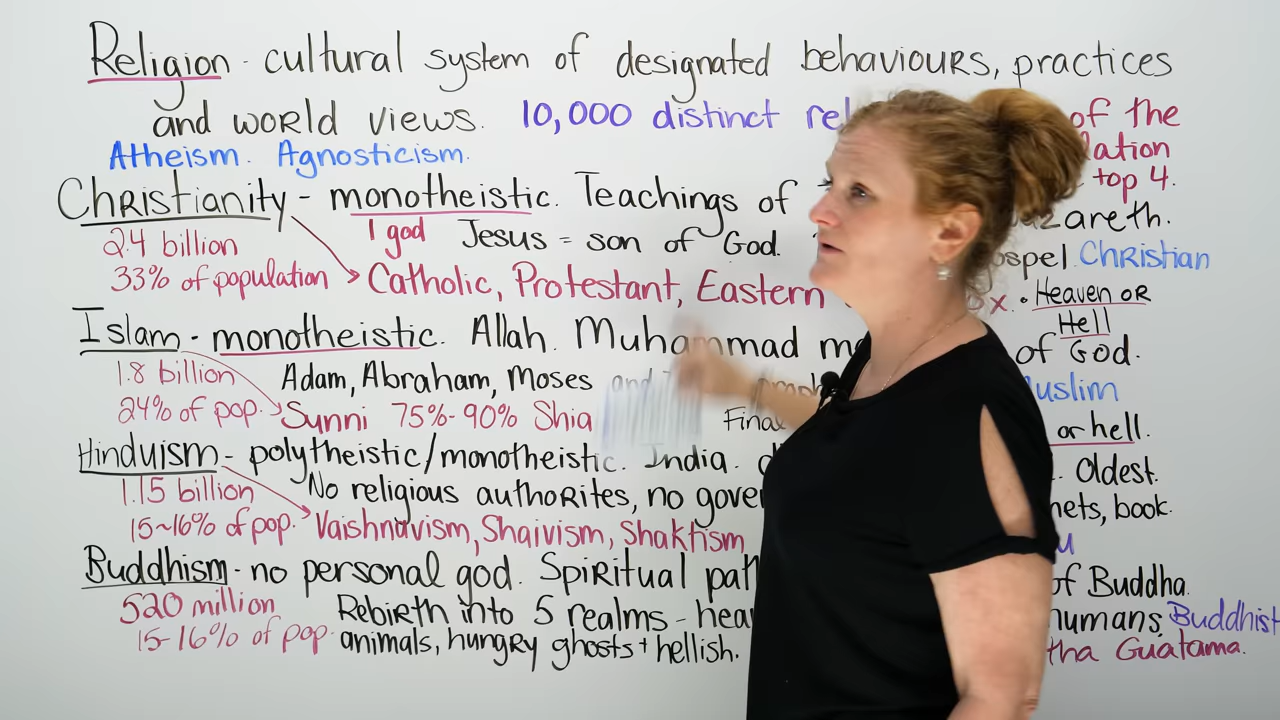 Religion - cultural system of designated behaviours, practices
and world views. 10,000 distinct rel of the
Atheism. Agnosticism. lation
top 4.
Christianity - monotheistic. Teachings of zareth.
2.4 billion 1 god Jesus = son of God. ospel Christian
33% of population Catholic, Protestant, Eastern x. • Heaven or
Hell
Islam - monotheistic. Allah. Muhammad of God.
1.8 billion Adam, Abraham, Moses and uslim
24% of pop. Sunni 75%-90% Shia Final or hell.
Hinduism - polytheistic/monotheistic. India. Oldest.
1.15 billion No religious authorites, no gove hets, book.
15~16% of pop. Vaishnavism, Shaivism, Shaktism u
Buddhism - no personal god. Spiritual pat of Buddha.
520 million Rebirth into 5 realms - hea humans, Buddhist
15-16% of pop. animals, hungry ghosts + hellish. tha Guatama.